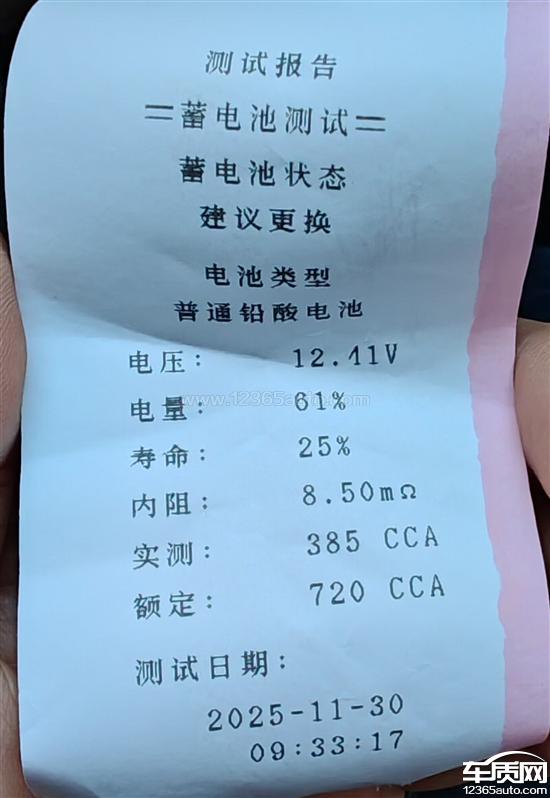 测试报告
=蓄电池测试=
蓄电池状态
建议更换
电池类型
普通铅酸电池
电压: 12.41V
www.12365auto.com
电量: 61%
寿命: 25%
内阻: 8.50mΩ
实测: 385 CCA
额定: 720 CCA
测试日期:
2025-11-30
09:33:17
车质网
12365auto.com